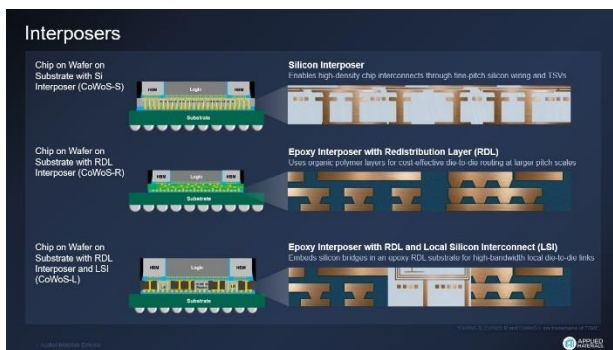 Interposers
Chip on Wafer on
Substrate with Si
Interposer (CoWoS-S)
HBM
Logic
HBM
Substrate
Silicon Interposer
Enables high-density chip interconnects through fine-pitch silicon wiring and TSVs
Chip on Wafer on
Substrate with RDL
Interposer (CoWoS-R)
HBM
Logic
HBM
Substrate
Epoxy Interposer with Redistribution Layer (RDL)
Uses organic polymer layers for cost-effective die-to-die routing at larger pitch scales
Chip on Wafer on
Substrate with RDL
Interposer and LSI
(CoWoS-L)
HBM
Logic
HBM
Substrate
Epoxy Interposer with RDL and Local Silicon Interconnect (LSI)
Embeds silicon bridges in an epoxy RDL substrate for high-bandwidth local die-to-die links
APPLIED
MATERIALS